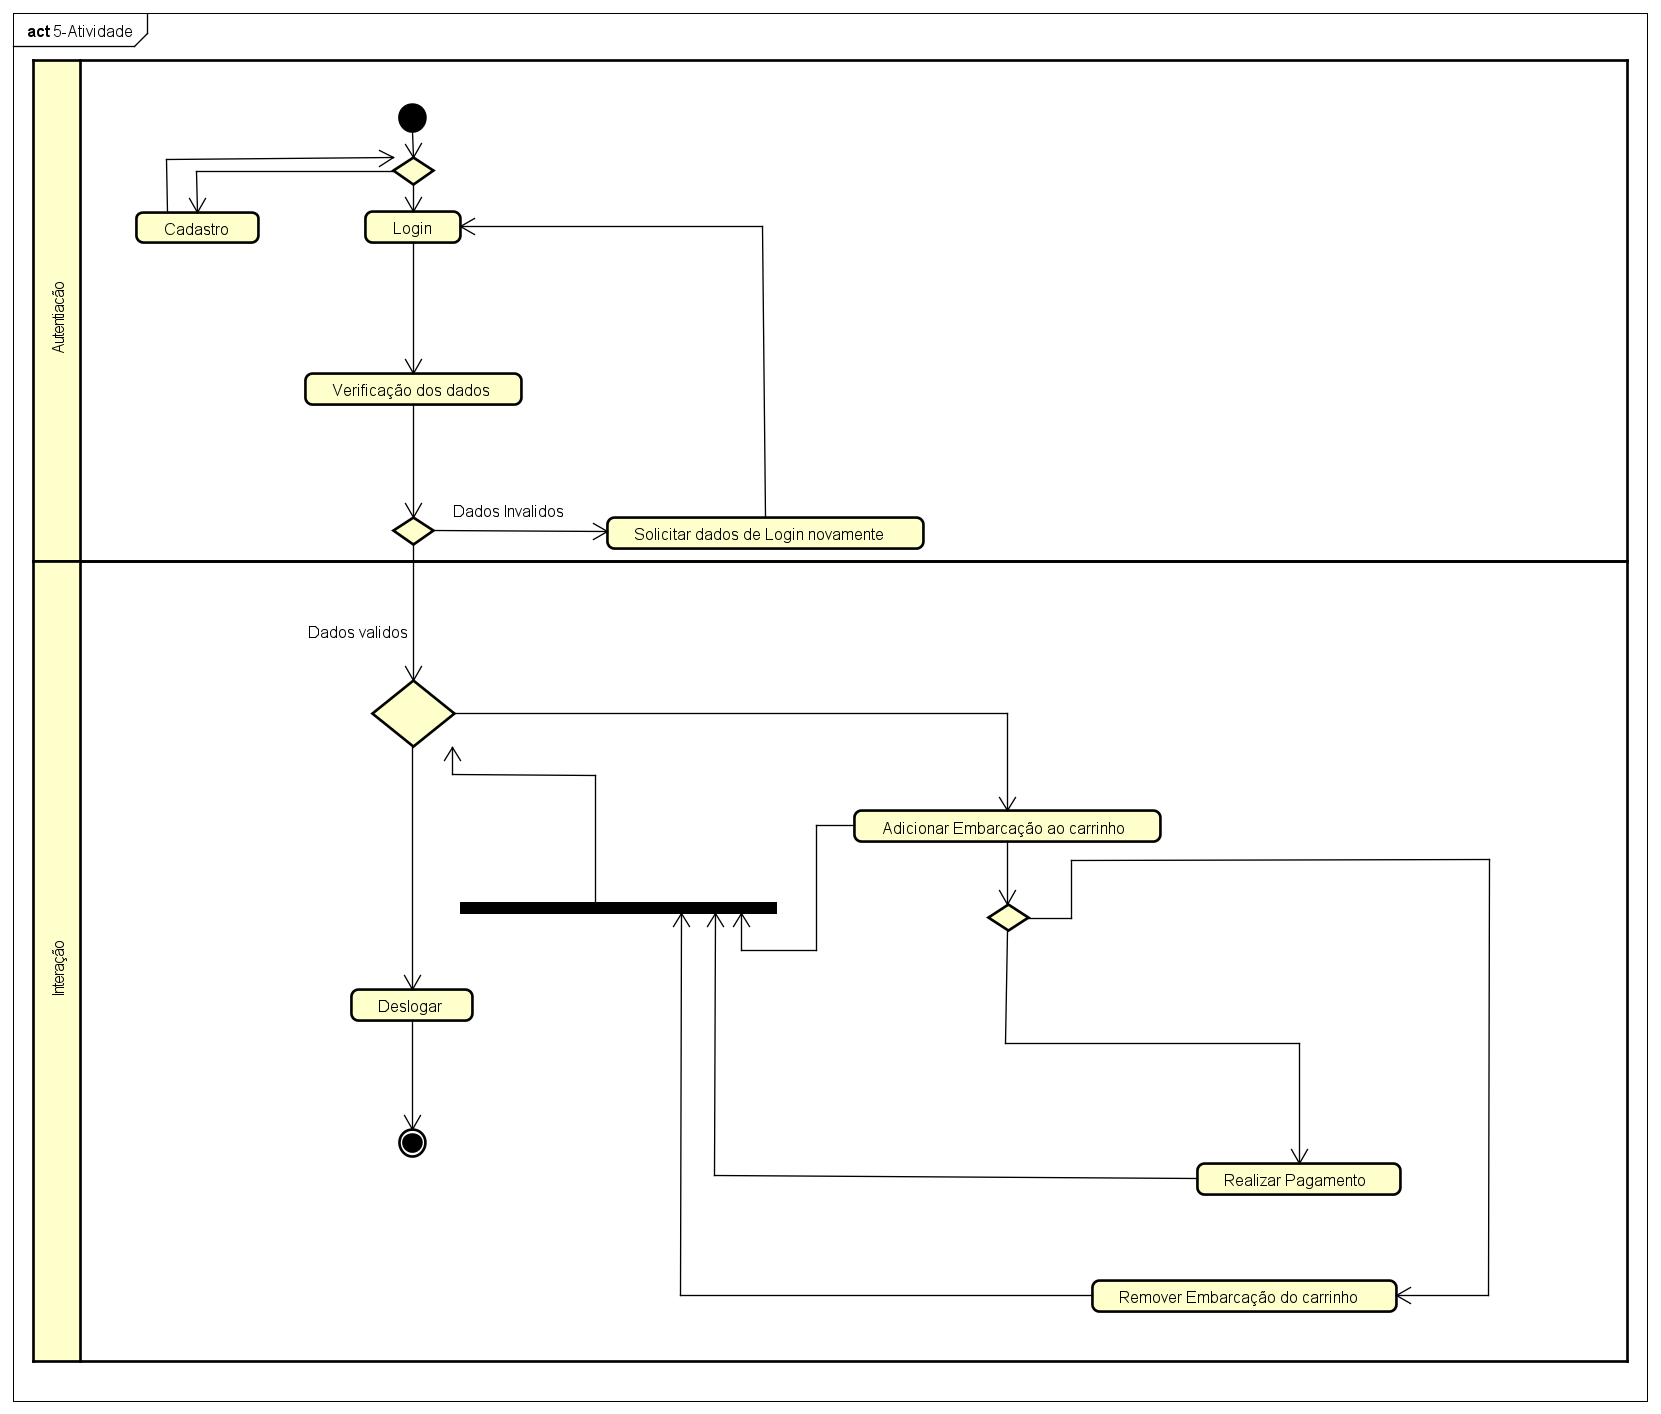 act 5-Atividade
Autentiacão
Cadastro
Login
Verificação dos dados
Dados Invalidos
Solicitar dados de Login novamente
Interação
Dados validos
Adicionar Embarcação ao carrinho
Deslogar
Realizar Pagamento
Remover Embarcação do carrinho